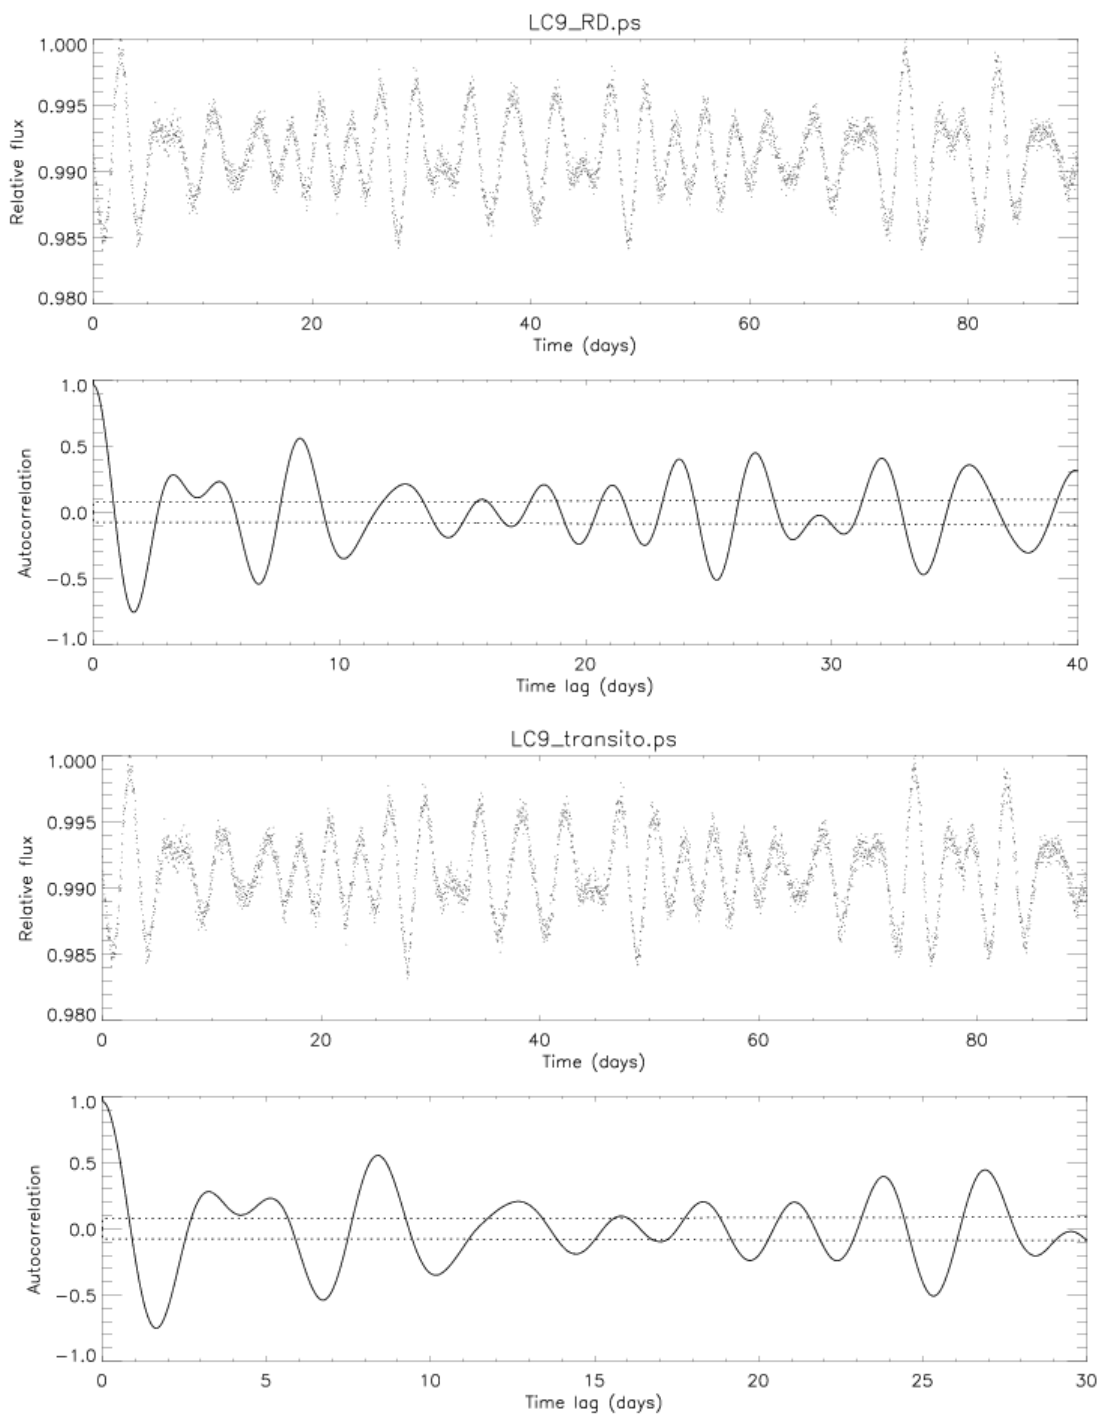 LC9_RD.ps
1.000
0.995
0.990
0.985
0.980
Relative flux
0 20 40 60 80
Time (days)
1.0
0.5
0.0
−0.5
−1.0
Autocorrelation
0 10 20 30 40
Time lag (days)
LC9_transito.ps
1.000
0.995
0.990
0.985
0.980
Relative flux
0 20 40 60 80
Time (days)
1.0
0.5
0.0
−0.5
−1.0
Autocorrelation
0 5 10 15 20 25 30
Time lag (days)